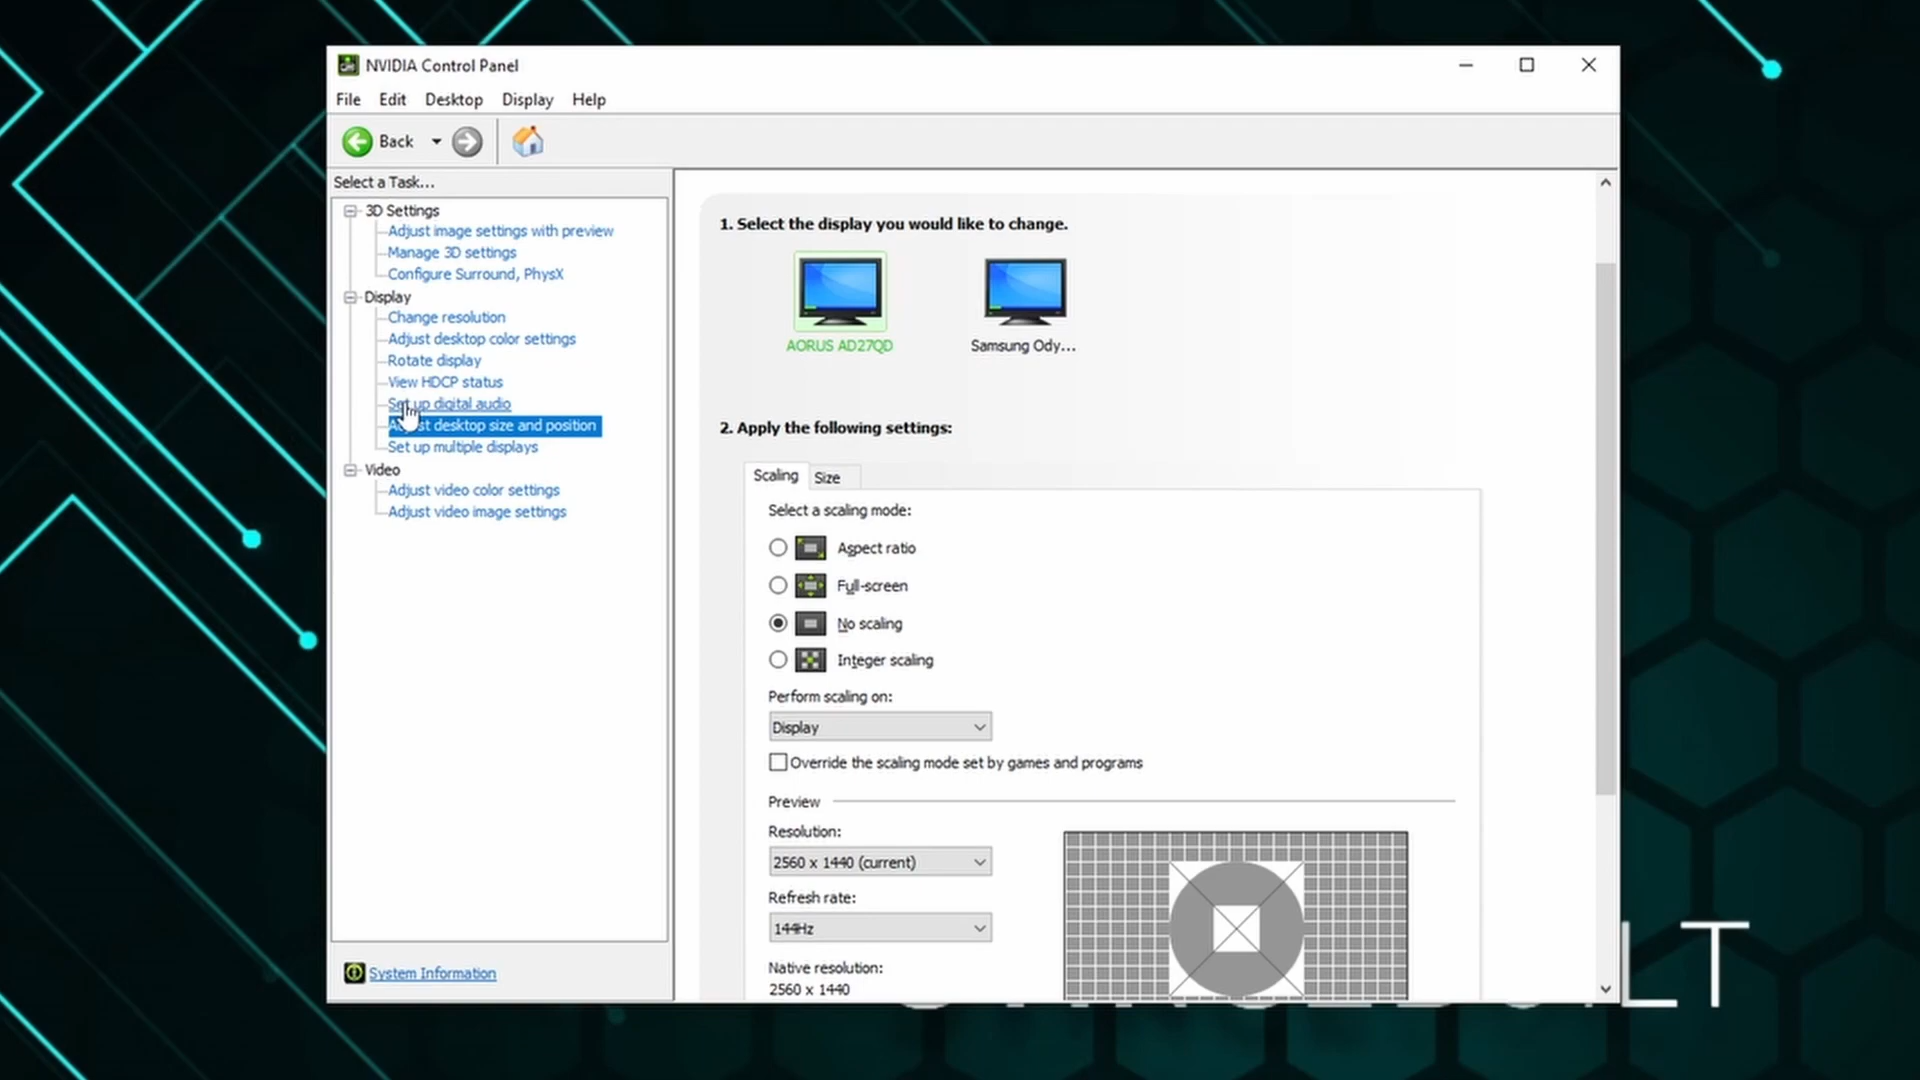 NVIDIA Control Panel
File Edit Desktop Display Help
Back
Select a Task...
3D Settings
Adjust image settings with preview
Manage 3D settings
Configure Surround, PhysX
Display
Change resolution
Adjust desktop color settings
Rotate display
View HDCP status
Set up digital audio
Adjust desktop size and position
Set up multiple displays
Video
Adjust video color settings
Adjust video image settings
System Information
1. Select the display you would like to change.
AORUS AD27QD Samsung Ody...
2. Apply the following settings:
Scaling Size
Select a scaling mode:
Aspect ratio
Full-screen
No scaling
Integer scaling
Perform scaling on:
Display
Override the scaling mode set by games and programs
Preview
Resolution:
2560 x 1440 (current)
Refresh rate:
144Hz
Native resolution:
2560 x 1440
LT